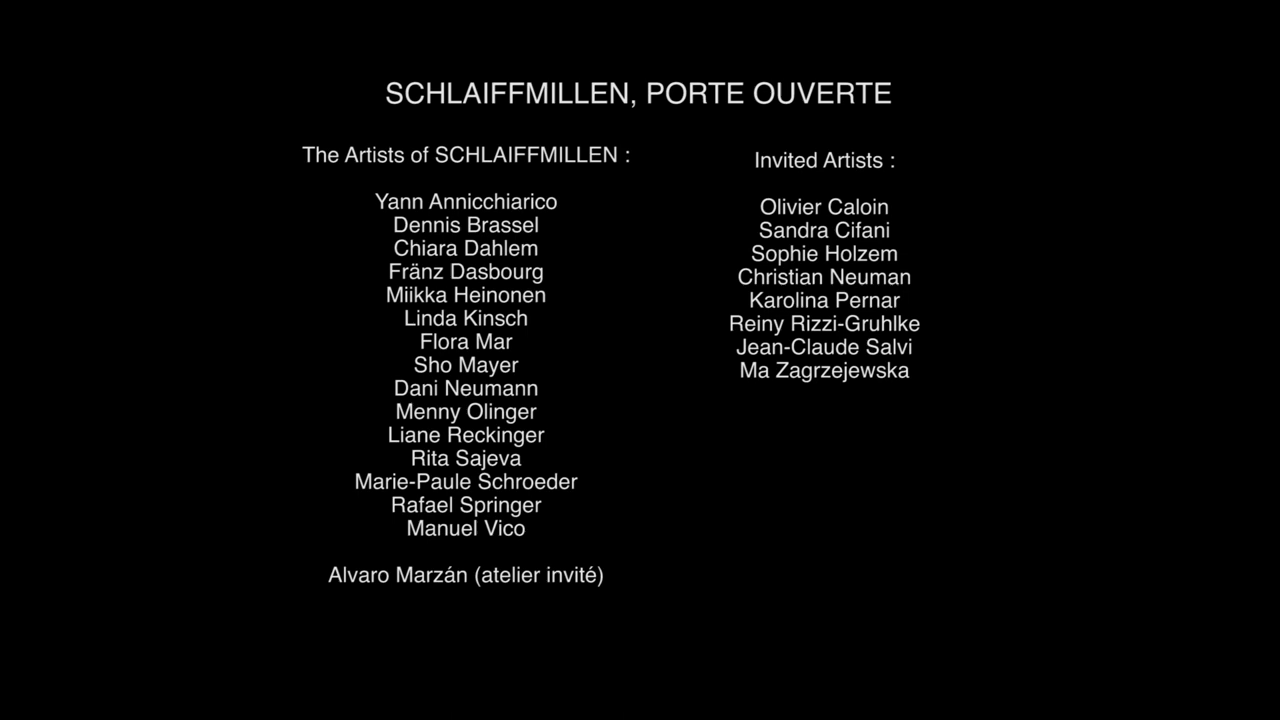 SCHLAIFFMILLEN, PORTE OUVERTE
The Artists of SCHLAIFFMILLEN :
Yann Annicchiarico
Dennis Brassel
Chiara Dahlem
Fränz Dasbourg
Miikka Heinonen
Linda Kinsch
Flora Mar
Sho Mayer
Dani Neumann
Menny Olinger
Liane Reckinger
Rita Sajeva
Marie-Paule Schroeder
Rafael Springer
Manuel Vico
Alvaro Marzán (atelier invité)
Invited Artists :
Olivier Caloin
Sandra Cifani
Sophie Holzem
Christian Neuman
Karolina Pernar
Reiny Rizzi-Gruhlke
Jean-Claude Salvi
Ma Zagrzejewska